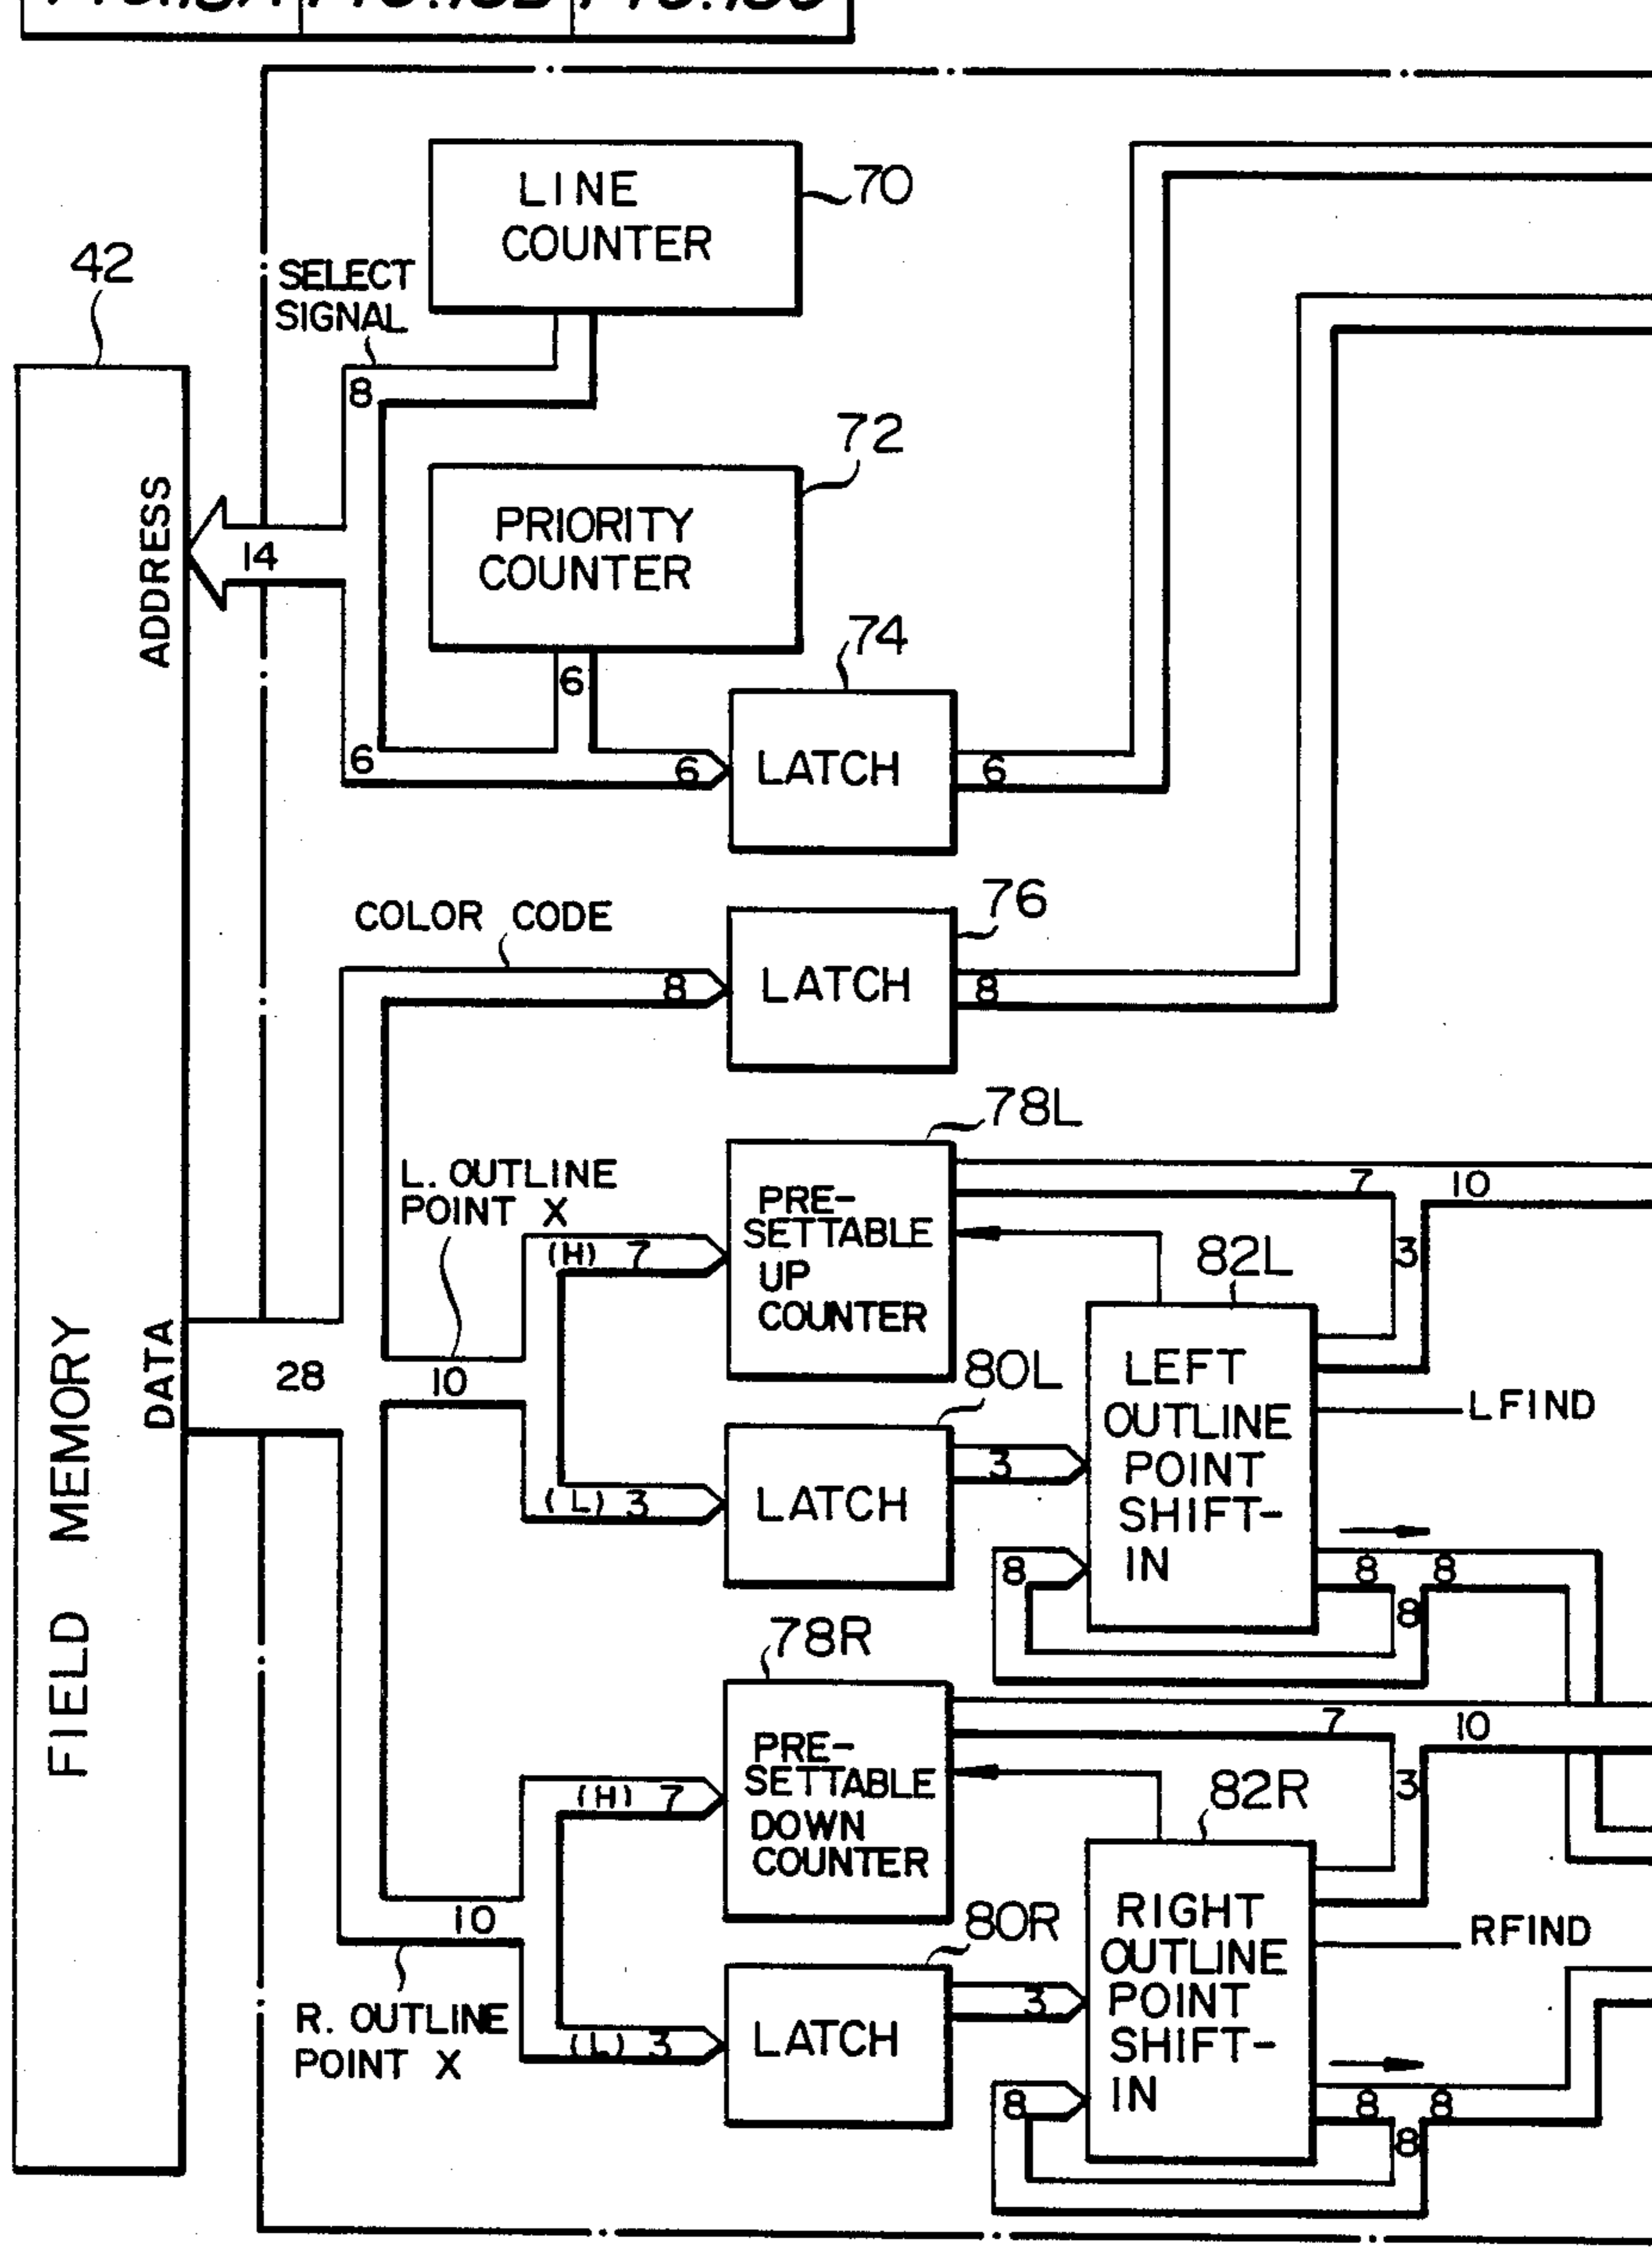 LINE
COUNTER
70
42
SELECT
SIGNAL
8
72
PRIORITY
COUNTER
ADDRESS
14
74
6
LATCH
6
6
6
COLOR CODE
76
LATCH
8
8
78L
L. OUTLINE
POINT X
PRE-
SETTABLE
UP
COUNTER
7
10
(H) 7
82L
3
FIELD MEMORY
DATA
28
10
80L
LEFT
OUTLINE
POINT
SHIFT-
IN
LFIND
LATCH
3
(L) 3
8
8
8
8
78R
PRE-
SETTABLE
DOWN
COUNTER
7
10
(H) 7
82R
3
10
80R
RIGHT
OUTLINE
POINT
SHIFT-
IN
RFIND
R. OUTLINE
POINT X
LATCH
3
(L) 3
8
8
8
8